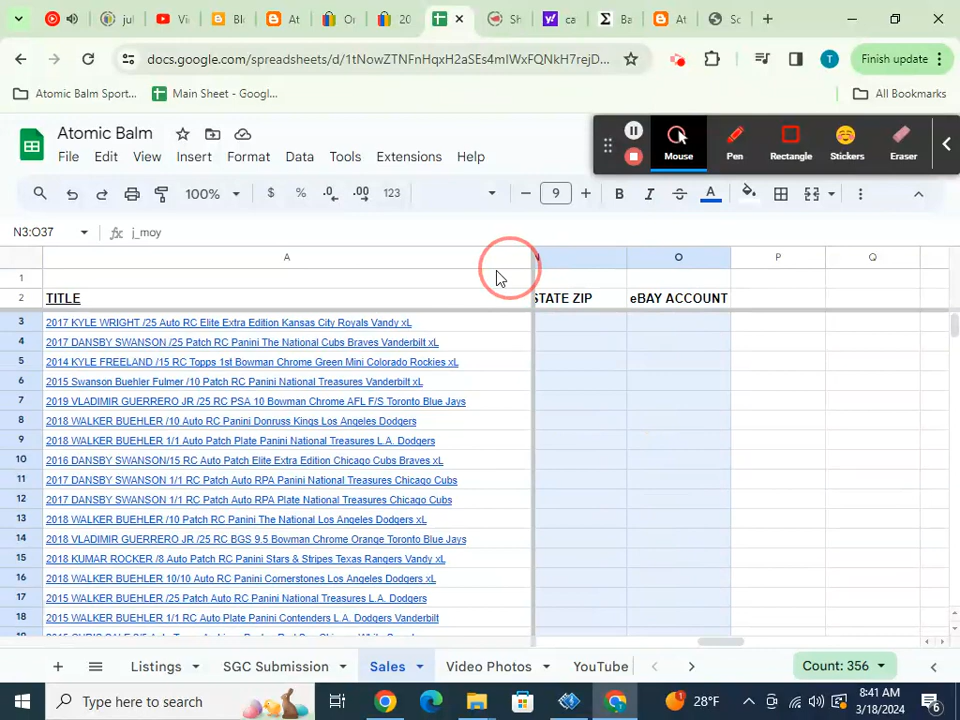 jul
Vi
Blo
At
Or
20
Sh
ca
Ba
At
Sc
docs.google.com/spreadsheets/d/1tNowZTNFnHqxH2aSEs4mIWxFQNkH7rejD...
T
Finish update
Atomic Balm Sport...
Main Sheet - Googl...
All Bookmarks
Atomic Balm
File Edit View Insert Format Data Tools Extensions Help
Mouse
Pen
Rectangle
Stickers
Eraser
100%
$ % .0 .00 123
9
B I S A
N3:O37
fx j_moy
A N O P Q
1
2 TITLE STATE ZIP eBAY ACCOUNT
3 2017 KYLE WRIGHT /25 Auto RC Elite Extra Edition Kansas City Royals Vandy xL
4 2017 DANSBY SWANSON /25 Patch RC Panini The National Cubs Braves Vanderbilt xL
5 2014 KYLE FREELAND /15 RC Topps 1st Bowman Chrome Green Mini Colorado Rockies xL
6 2015 Swanson Buehler Fulmer /10 Patch RC Panini National Treasures Vanderbilt xL
7 2019 VLADIMIR GUERRERO JR /25 RC PSA 10 Bowman Chrome AFL F/S Toronto Blue Jays
8 2018 WALKER BUEHLER /10 Auto RC Panini Donruss Kings Los Angeles Dodgers
9 2018 WALKER BUEHLER 1/1 Auto Patch Plate Panini National Treasures L.A. Dodgers
10 2016 DANSBY SWANSON/15 RC Auto Patch Elite Extra Edition Chicago Cubs Braves xL
11 2017 DANSBY SWANSON 1/1 RC Patch Auto RPA Panini National Treasures Chicago Cubs
12 2017 DANSBY SWANSON 1/1 RC Auto RPA Plate National Treasures Chicago Cubs
13 2018 WALKER BUEHLER /10 Patch RC Panini The National Los Angeles Dodgers xL
14 2018 VLADIMIR GUERRERO JR /25 RC BGS 9.5 Bowman Chrome Orange Toronto Blue Jays
15 2018 KUMAR ROCKER /8 Auto Patch RC Panini Stars & Stripes Texas Rangers Vandy xL
16 2018 WALKER BUEHLER 10/10 Auto RC Panini Cornerstones Los Angeles Dodgers xL
17 2015 WALKER BUEHLER /25 Patch Auto RC Panini National Treasures L.A. Dodgers
18 2015 WALKER BUEHLER 1/1 RC Auto Plate Panini Contenders L.A. Dodgers Vanderbilt
Listings SGC Submission Sales Video Photos YouTube
Count: 356
Type here to search
28°F
8:41 AM
3/18/2024
6